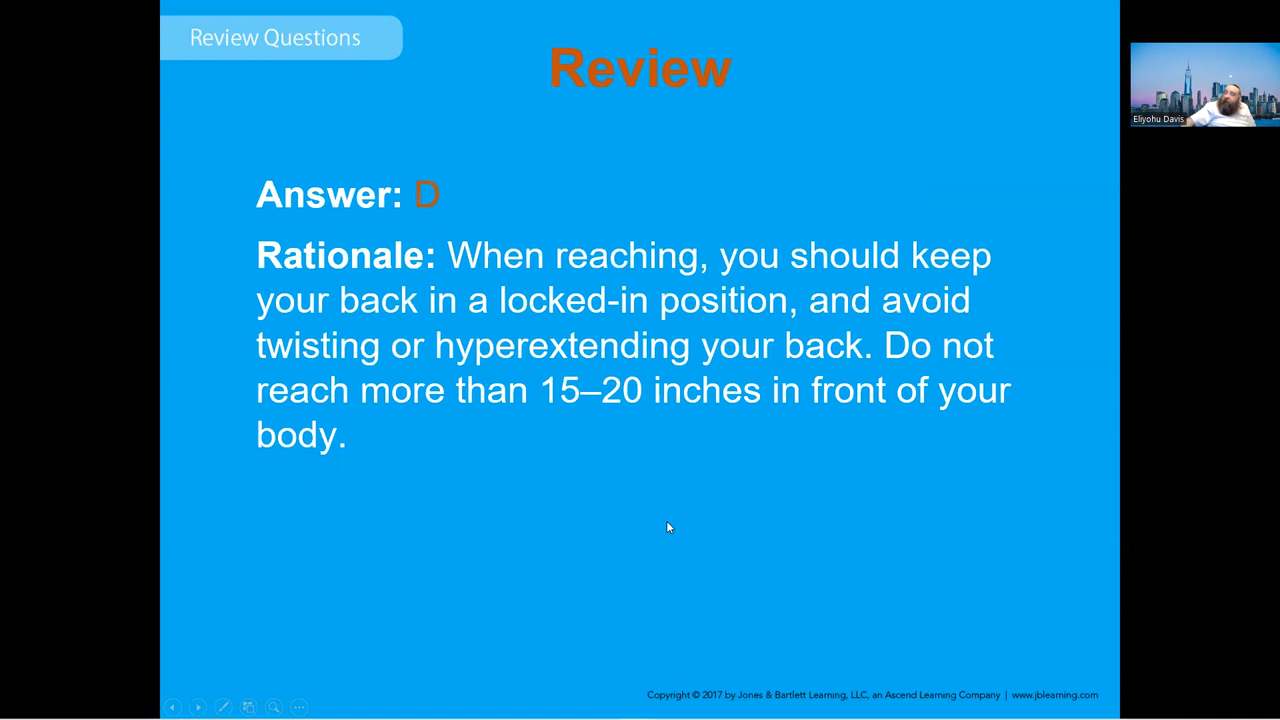 Review Questions
Review
Eliyohu Davis
Answer: D
Rationale: When reaching, you should keep
your back in a locked-in position, and avoid
twisting or hyperextending your back. Do not
reach more than 15–20 inches in front of your
body.
Copyright © 2017 by Jones & Bartlett Learning, LLC, an Ascend Learning Company | www.jblearning.com